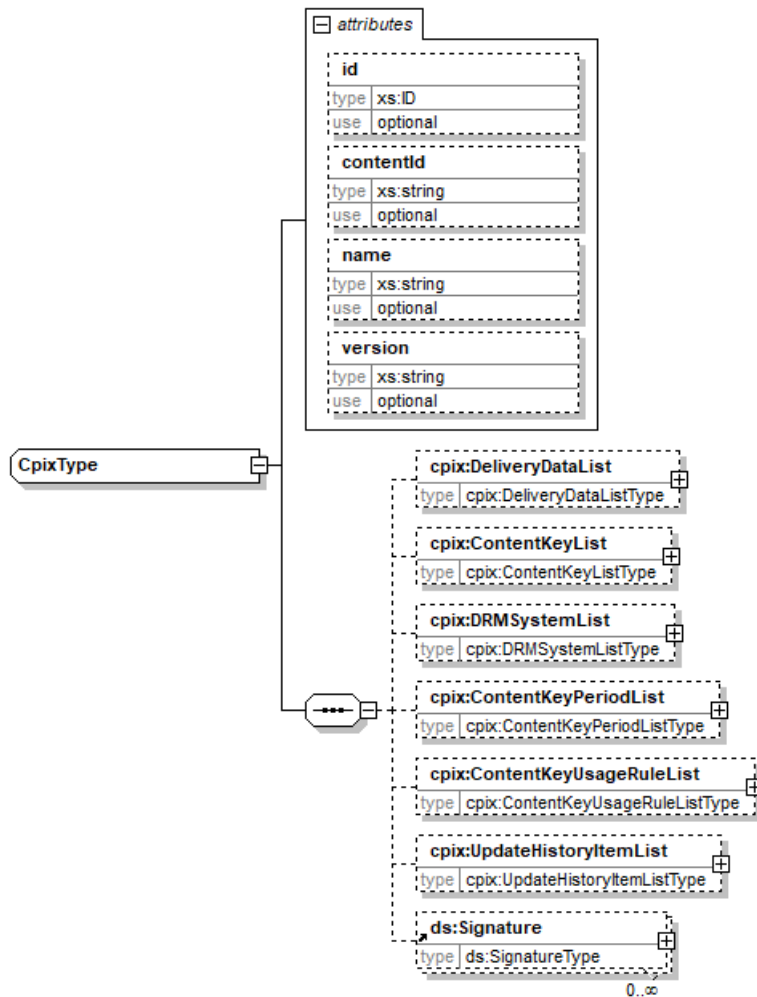 attributes
id
type xs:ID
use optional
contentId
type xs:string
use optional
name
type xs:string
use optional
version
type xs:string
use optional
CpixType
cpix:DeliveryDataList
type cpix:DeliveryDataListType
cpix:ContentKeyList
type cpix:ContentKeyListType
cpix:DRMSystemList
type cpix:DRMSystemListType
cpix:ContentKeyPeriodList
type cpix:ContentKeyPeriodListType
cpix:ContentKeyUsageRuleList
type cpix:ContentKeyUsageRuleListType
cpix:UpdateHistoryItemList
type cpix:UpdateHistoryItemListType
ds:Signature
type ds:SignatureType
0..∞